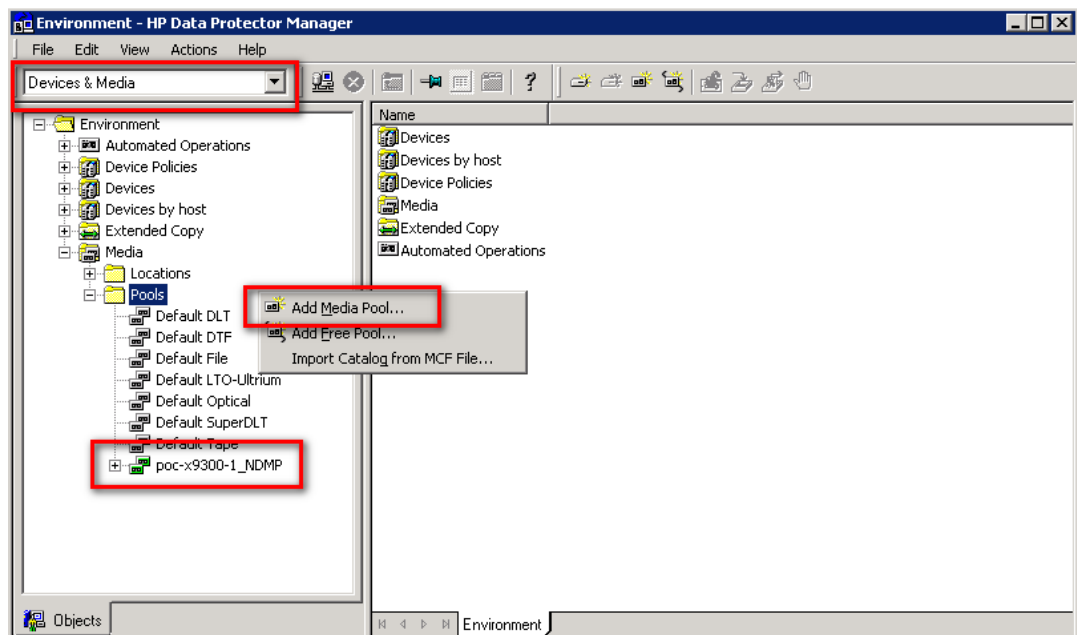 Environment - HP Data Protector Manager
File Edit View Actions Help
Devices & Media
?
Environment
Automated Operations
Device Policies
Devices
Devices by host
Extended Copy
Media
Locations
Pools
Default DLT
Default DTF
Default File
Default LTO-Ultrium
Default Optical
Default SuperDLT
Default Tape
poc-x9300-1_NDMP
Objects
Add Media Pool...
Add Free Pool...
Import Catalog from MCF File...
Name
Devices
Devices by host
Device Policies
Media
Extended Copy
Automated Operations
Environment